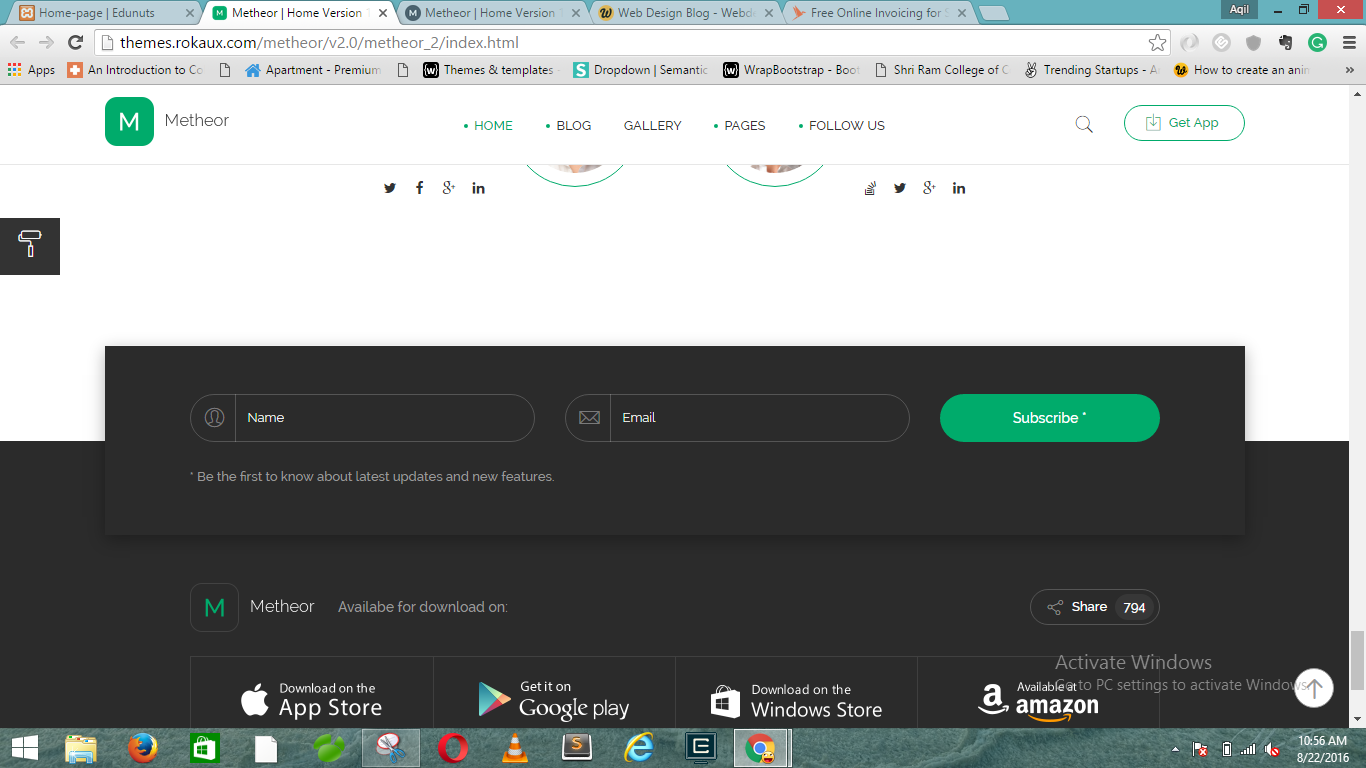 Home-page | Edunuts
Metheor | Home Version
Metheor | Home Version
Web Design Blog - Webde
Free Online Invoicing for S
Aqil
themes.rokaux.com/metheor/v2.0/metheor_2/index.html
Apps
An Introduction to Co
Apartment - Premium
Themes & templates
Dropdown | Semantic
WrapBootstrap - Boot
Shri Ram College of C
Trending Startups - A
How to create an anim
»
M Metheor
HOME
BLOG
GALLERY
PAGES
FOLLOW US
Get App
Name
Email
Subscribe *
* Be the first to know about latest updates and new features.
M Metheor
Availabe for download on:
Share 794
Download on the
App Store
Get it on
Google play
Download on the
Windows Store
Available at
amazon
Activate Windows
Go to PC settings to activate Windows.
10:56 AM
8/22/2016